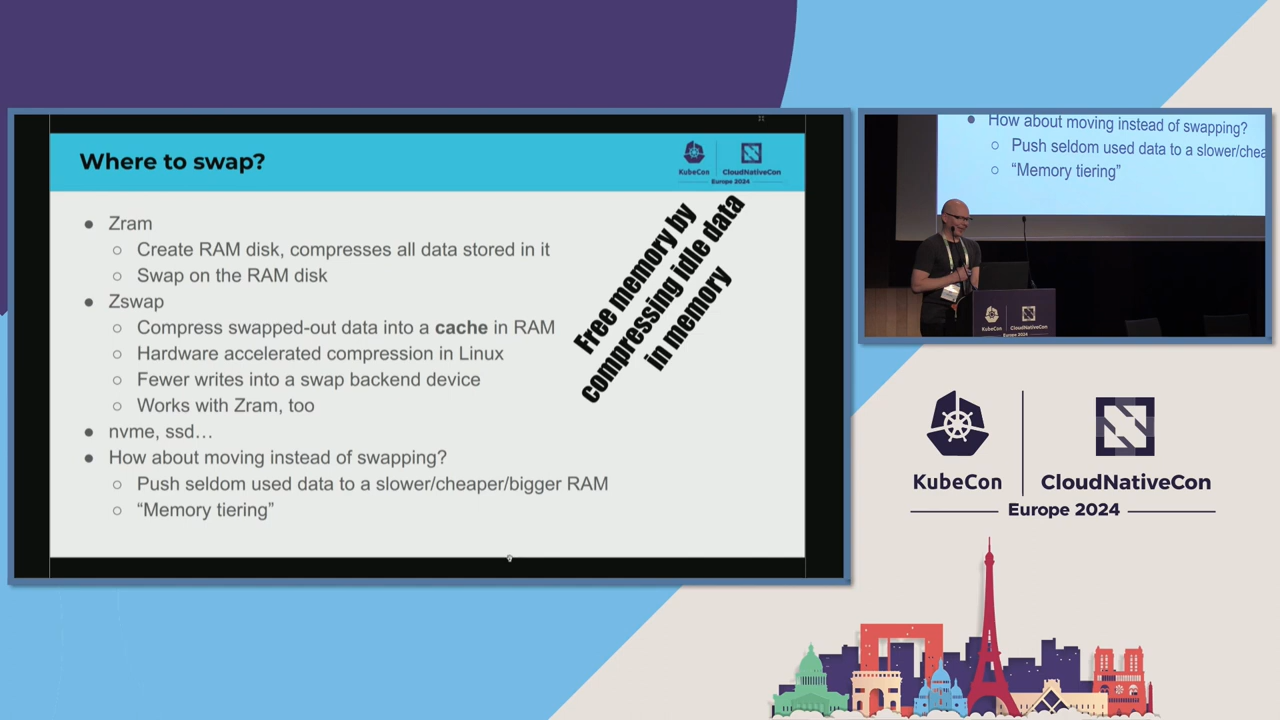 Where to swap?
KubeCon
CloudNativeCon
Europe 2024
● Zram
○ Create RAM disk, compresses all data stored in it
○ Swap on the RAM disk
● Zswap
○ Compress swapped-out data into a cache in RAM
○ Hardware accelerated compression in Linux
○ Fewer writes into a swap backend device
○ Works with Zram, too
● nvme, ssd…
● How about moving instead of swapping?
○ Push seldom used data to a slower/cheaper/bigger RAM
○ “Memory tiering”
Free memory by
compressing idle data
in memory
● How about moving instead of swapping?
○ Push seldom used data to a slower/chea
○ “Memory tiering”
KubeCon
CloudNativeCon
Europe 2024
KubeCon
CloudNativeCon
Europe 2024